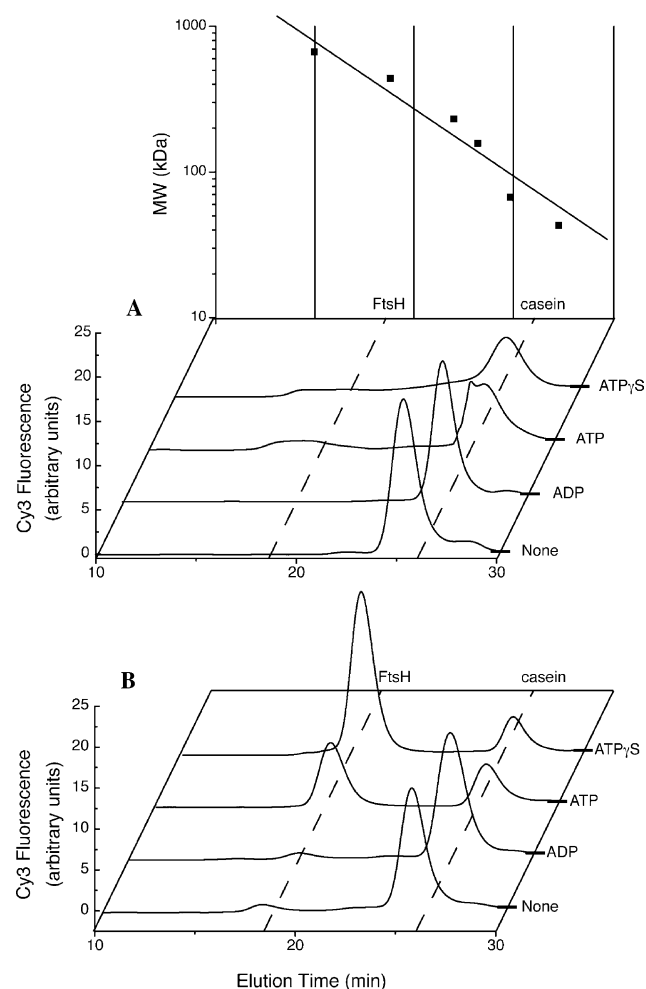 1000
MW (kDa)
100
10
FtsH
casein
A
25
20
15
10
5
0
Cy3 Fluorescence
(arbitrary units)
ATPγS
ATP
ADP
None
10
20
30
B
FtsH
casein
25
20
15
10
5
0
Cy3 Fluorescence
(arbitrary units)
ATPγS
ATP
ADP
None
10
20
30
Elution Time (min)